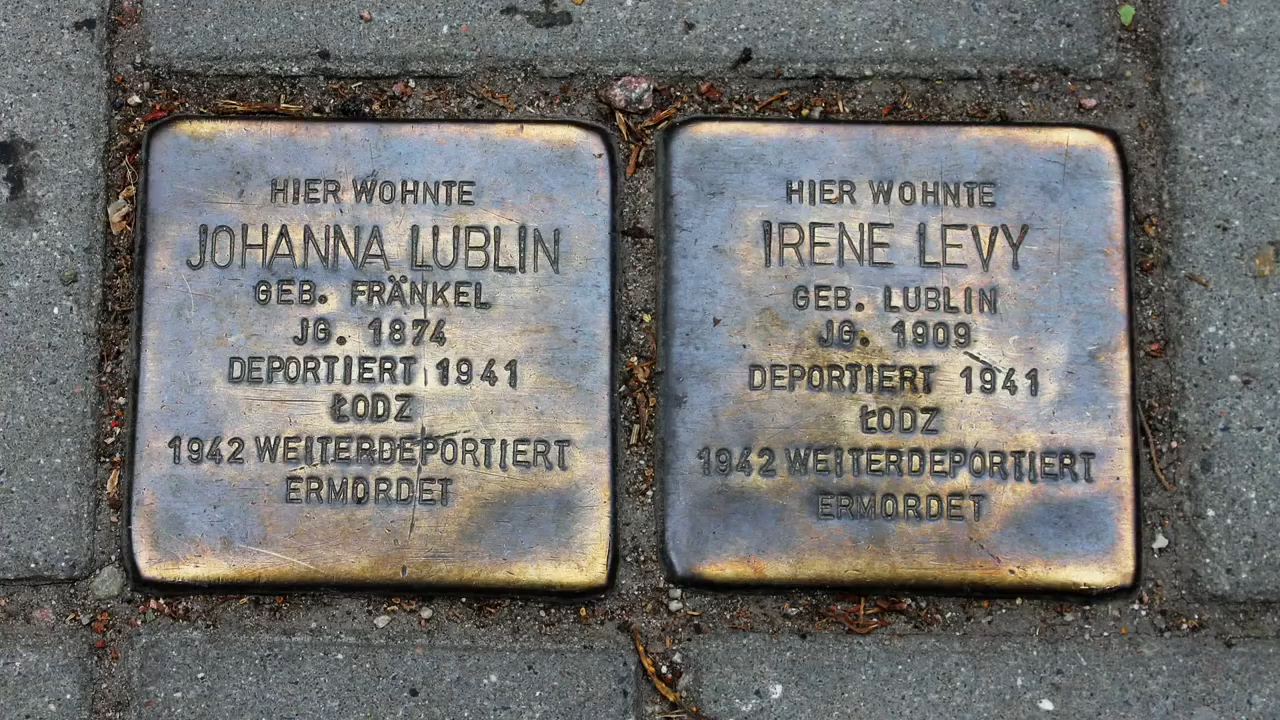 HIER WOHNTE
JOHANNA LUBLIN
GEB. FRÄNKEL
JG. 1874
DEPORTIERT 1941
ŁODZ
1942 WEITERDEPORTIERT
ERMORDET
HIER WOHNTE
IRENE LEVY
GEB. LUBLIN
JG. 1909
DEPORTIERT 1941
ŁODZ
1942 WEITERDEPORTIERT
ERMORDET